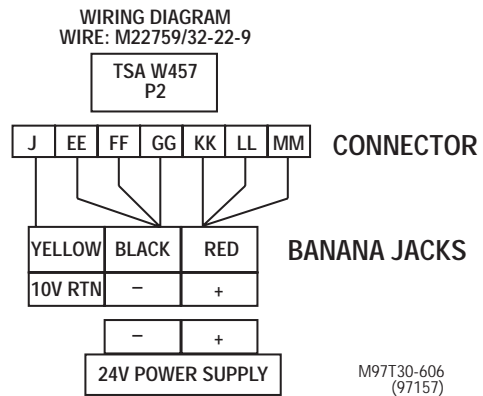 WIRING DIAGRAM
WIRE: M22759/32-22-9
TSA W457
P2
J EE FF GG KK LL MM CONNECTOR
YELLOW BLACK RED BANANA JACKS
10V RTN – +
– +
24V POWER SUPPLY
M97T30-606
(97157)